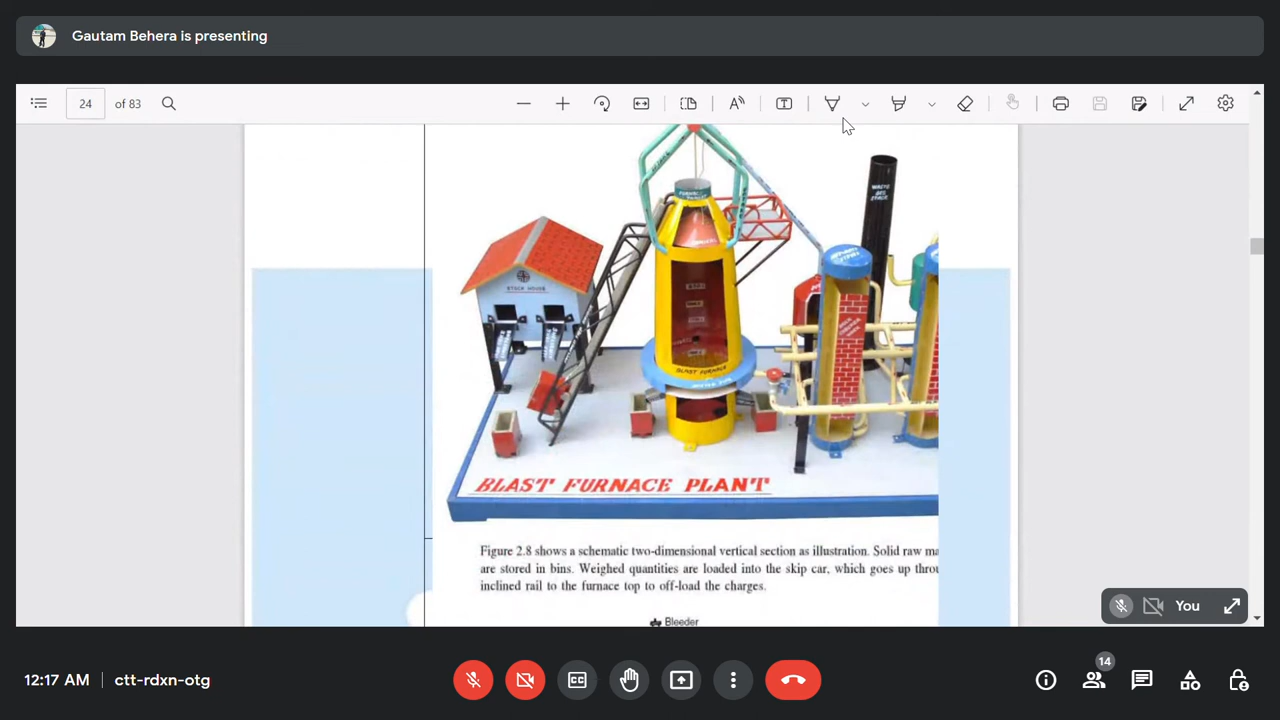 Gautam Behera is presenting
24 of 83
STOCK HOUSE
WASTE GAS STACK
BLAST FURNACE
BLAST FURNACE PLANT
Figure 2.8 shows a schematic two-dimensional vertical section as illustration. Solid raw ma
are stored in bins. Weighed quantities are loaded into the skip car, which goes up throu
inclined rail to the furnace top to off-load the charges.
Bleeder
You
14
12:17 AM ctt-rdxn-otg